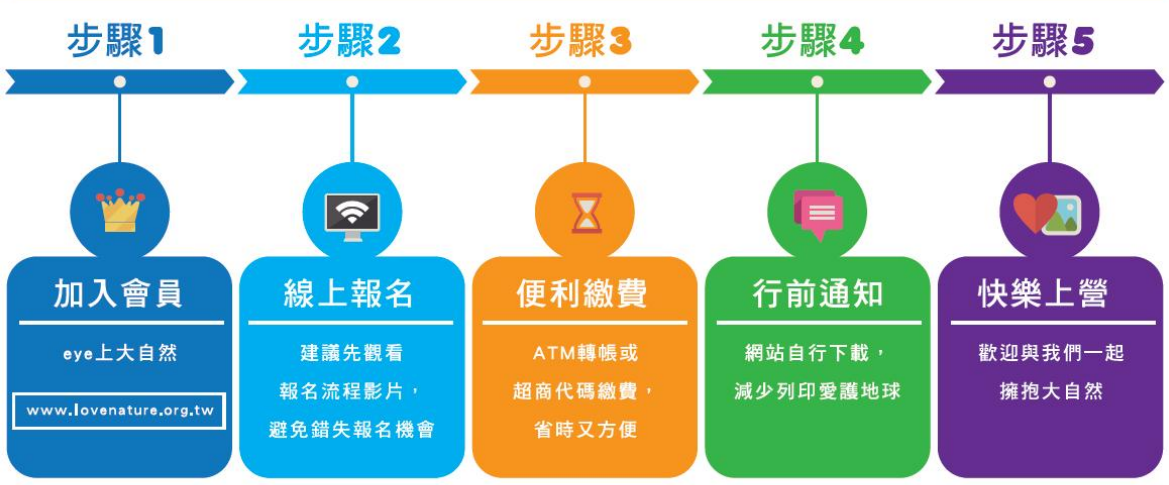 步驟1
步驟2
步驟3
步驟4
步驟5
加入會員
eye上大自然
www.lovenature.org.tw
線上報名
建議先觀看
報名流程影片，
避免錯失報名機會
便利繳費
ATM轉帳或
超商代碼繳費，
省時又方便
行前通知
網站自行下載，
減少列印愛護地球
快樂上營
歡迎與我們一起
擁抱大自然